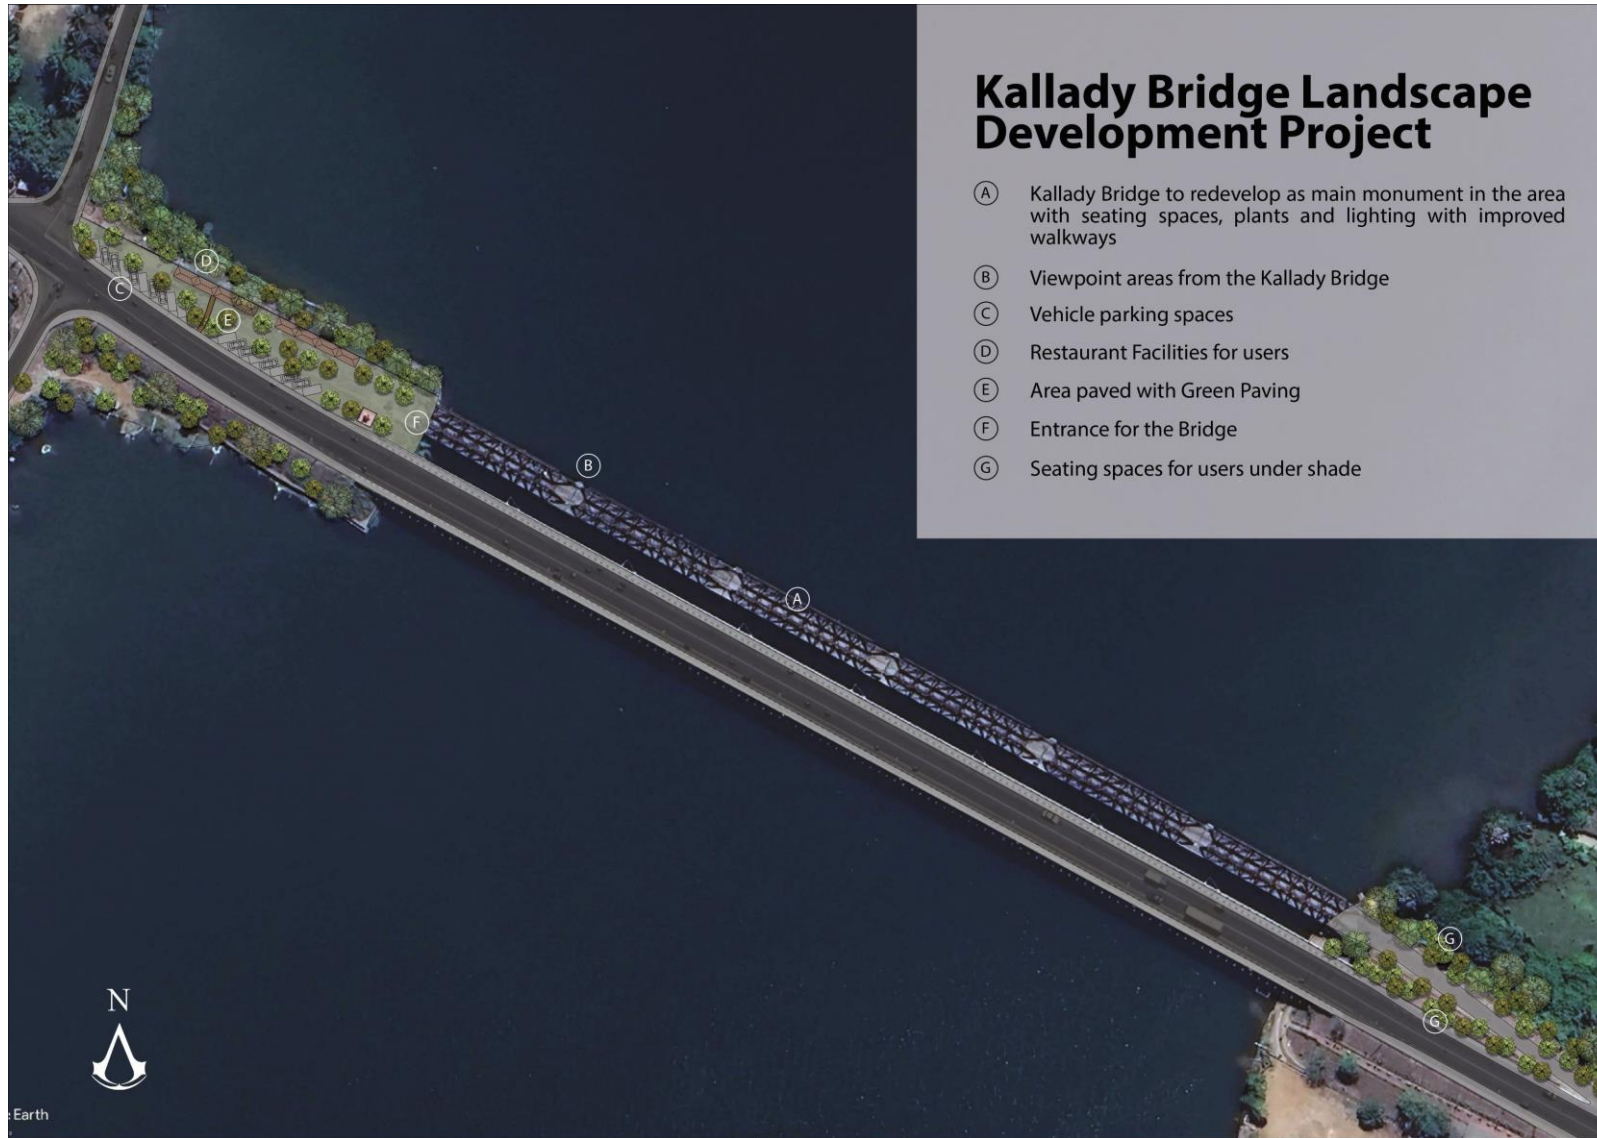 Kallady Bridge Landscape
Development Project
A Kallady Bridge to redevelop as main monument in the area
with seating spaces, plants and lighting with improved
walkways
B Viewpoint areas from the Kallady Bridge
C Vehicle parking spaces
D Restaurant Facilities for users
E Area paved with Green Paving
F Entrance for the Bridge
G Seating spaces for users under shade
D
C
E
F
B
A
G
G
N
Earth